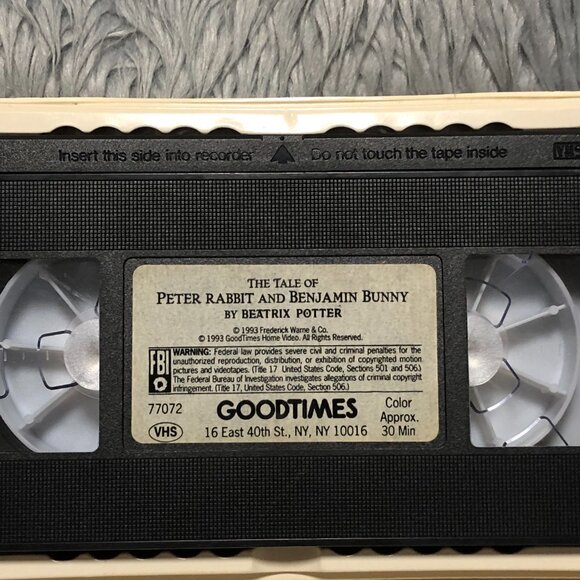 Insert this side into recorder Do not touch the tape inside
THE TALE OF
PETER RABBIT AND BENJAMIN BUNNY
BY BEATRIX POTTER
© 1993 Frederick Warne & Co.
© 1993 GoodTimes Home Video. All Rights Reserved.
FBI WARNING: Federal law provides severe civil and criminal penalties for the
unauthorized reproduction, distribution, or exhibition of copyrighted motion
pictures and videotapes. (Title 17, United States Code, Sections 501 and 506.)
The Federal Bureau of Investigation investigates allegations of criminal copyright
infringement. (Title 17, United States Code, Section 506.)
77072 GOODTIMES Color
VHS 16 East 40th St., NY, NY 10016 Approx.
30 Min